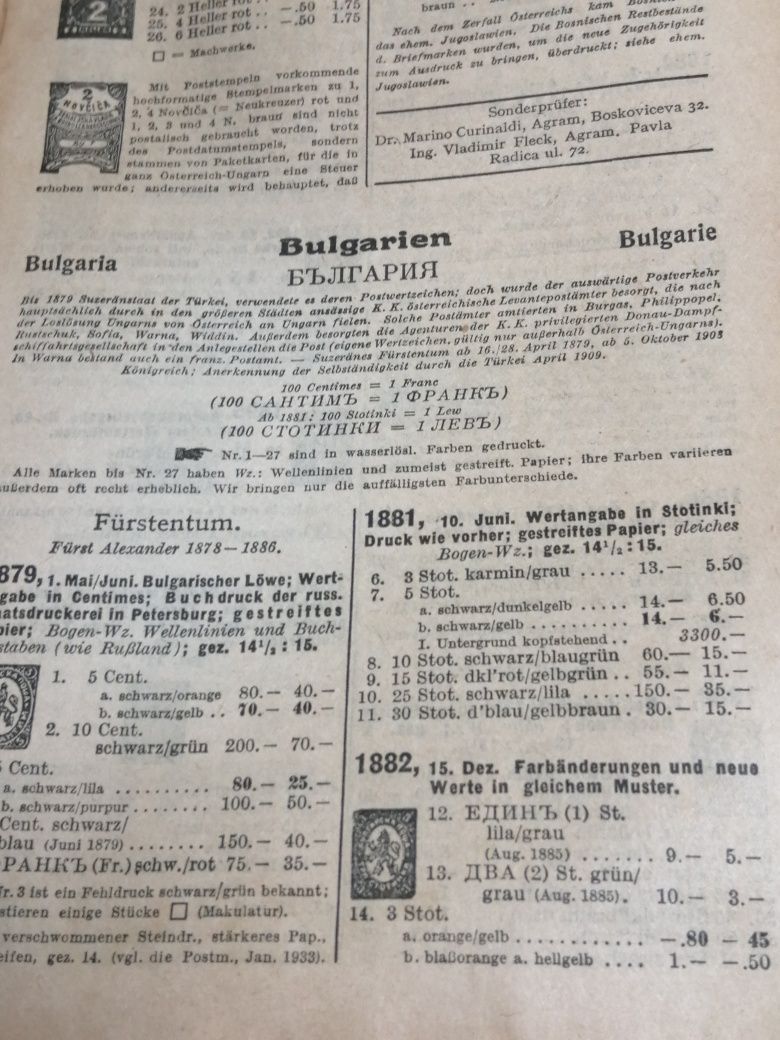 24. 2 Heller rot .. —.50 1.75
25. 4 Heller rot .. —.50 1.75
26. 6 Heller rot .. —.50 1.75
□ = Machwerke.
2
NOVČIĆA
Mit Poststempeln vorkommende
hochformatige Stempelmarken zu 1,
2, 4 Novčića (= Neukreuzer) rot und
1, 2, 3 und 4 N. braun sind nicht
postalisch gebraucht worden, trotz
des Postdatumstempels, sondern
stammen von Paketkarten, für die in
ganz Österreich-Ungarn eine Steuer
erhoben wurde; andererseits wird behauptet, daß
braun ..
Nach dem Zerfall Österreichs kam
das ehem. Jugoslawien. Die Bosnischen Restbestände
d. Briefmarken wurden, um die neue Zugehörigkeit
zum Ausdruck zu bringen, überdruckt; siehe ehem.
Jugoslawien.
Sonderprüfer:
Dr. Marino Curinaldi, Agram, Boskoviceva 32.
Ing. Vladimir Fleck, Agram. Pavla
Radica ul. 72.
Bulgaria Bulgarien Bulgarie
БЪЛГАРИЯ
Bis 1879 Suzeränstaat der Türkei, verwendete es deren Postwertzeichen; doch wurde der auswärtige Postverkehr
hauptsächlich durch in den größeren Städten ansässige K. K. österreichische Levantepostämter besorgt, die nach
der Loslösung Ungarns von Österreich an Ungarn fielen. Solche Postämter amtierten in Burgas, Philippopel,
Rustschuk, Sofia, Warna, Widdin. Außerdem besorgten die Agenturen der K. K. privilegierten Donau-Dampf-
schiffahrtsgesellschaft in den Anlegestellen die Post (eigene Wertzeichen, gültig nur außerhalb Österreich-Ungarns).
In Warna bestand auch ein franz. Postamt. — Suzeränes Fürstentum ab 16./28. April 1879, ab 5. Oktober 1908
Königreich; Anerkennung der Selbständigkeit durch die Türkei April 1909.
100 Centimes = 1 Franc
(100 САНТИМЪ = 1 ФРАНКЪ)
Ab 1881: 100 Stotinki = 1 Lew
(100 СТОТИНКИ = 1 ЛЕВЪ)
Nr. 1—27 sind in wasserlösl. Farben gedruckt.
Alle Marken bis Nr. 27 haben Wz.: Wellenlinien und zumeist gestreift. Papier; ihre Farben variieren
außerdem oft recht erheblich. Wir bringen nur die auffälligsten Farbunterschiede.
Fürstentum.
Fürst Alexander 1878—1886.
879, 1. Mai/Juni. Bulgarischer Löwe; Wert-
gabe in Centimes; Buchdruck der russ.
aatsdruckerei in Petersburg; gestreiftes
pier; Bogen-Wz. Wellenlinien und Buch-
staben (wie Rußland); gez. 14½ : 15.
1. 5 Cent.
a. schwarz/orange 80.— 40.—
b. schwarz/gelb .. 70.— 40.—
2. 10 Cent.
schwarz/grün 200.— 70.—
Cent.
a. schwarz/lila .......... 80.— 25.—
b. schwarz/purpur ........ 100.— 50.—
Cent. schwarz/
blau (Juni 1879) ........ 150.— 40.—
РАНКЪ (Fr.) schw./rot 75.— 35.—
r. 3 ist ein Fehldruck schwarz/grün bekannt;
stieren einige Stücke □ (Makulatur).
verschwommener Steindr., stärkeres Pap.,
eifen, gez. 14. (vgl. die Postm., Jan. 1933).
1881, 10. Juni. Wertangabe in Stotinki;
Druck wie vorher; gestreiftes Papier; gleiches
Bogen-Wz.; gez. 14½ : 15.
6. 3 Stot. karmin/grau ..... 13.— 5.50
7. 5 Stot.
a. schwarz/dunkelgelb ..... 14.— 6.50
b. schwarz/gelb .......... 14.— 6.—
I. Untergrund kopfstehend .. 3300.—
8. 10 Stot. schwarz/blaugrün 60.— 15.—
9. 15 Stot. dkl'rot/gelbgrün .. 55.— 11.—
10. 25 Stot. schwarz/lila ..... 150.— 35.—
11. 30 Stot. d'blau/gelbbraun . 30.— 15.—
1882, 15. Dez. Farbänderungen und neue
Werte in gleichem Muster.
12. ЕДИНЪ (1) St.
lila/grau
(Aug. 1885) ....... 9.— 5.—
13. ДВА (2) St. grün/
grau (Aug. 1885). 10.— 3.—
14. 3 Stot.
a. orange/gelb ............ —.80 —45
b. blaßorange a. hellgelb .... 1.— —.50